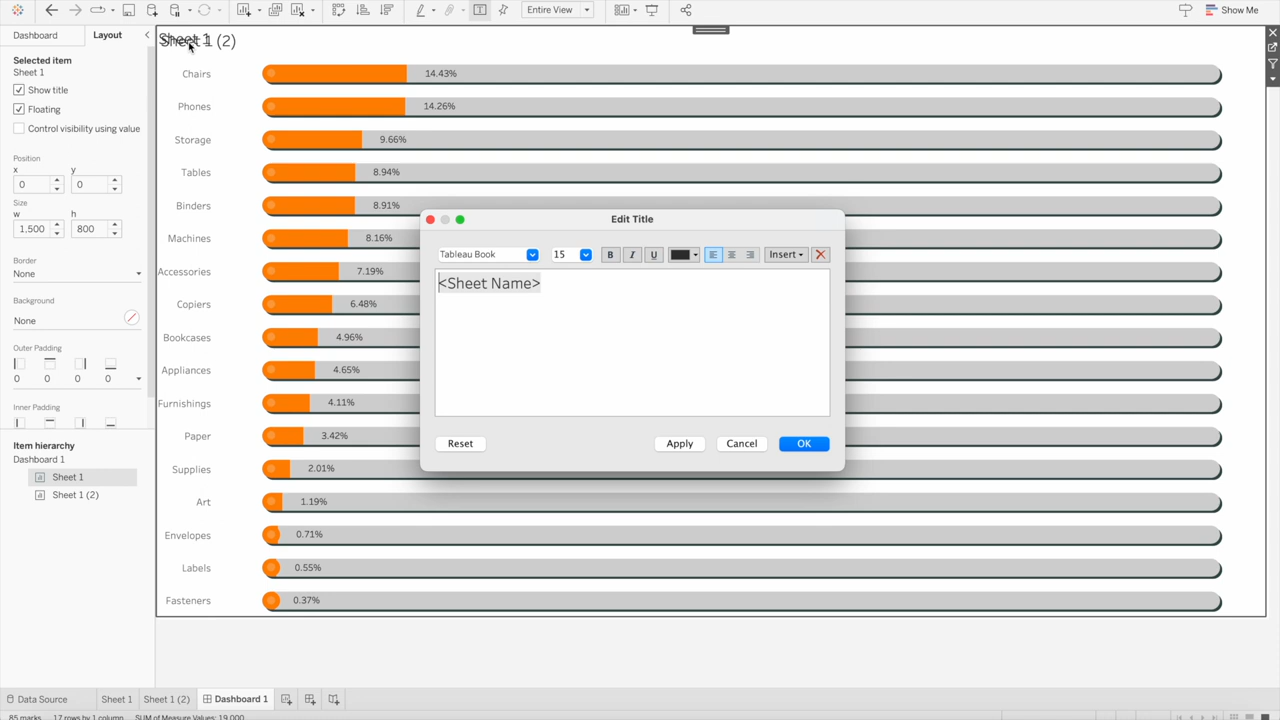 Entire View
Show Me
Dashboard
Layout
Selected item
Sheet 1
Show title
Floating
Control visibility using value
Position
x
y
0
0
Size
w
h
1,500
800
Border
None
Background
None
Outer Padding
0
0
0
0
Inner Padding
Item hierarchy
Dashboard 1
Sheet 1
Sheet 1 (2)
Sheet 1
Sheet 1 (2)
Chairs
14.43%
Phones
14.26%
Storage
9.66%
Tables
8.94%
Binders
8.91%
Machines
8.16%
Accessories
7.19%
Copiers
6.48%
Bookcases
4.96%
Appliances
4.65%
Furnishings
4.11%
Paper
3.42%
Supplies
2.01%
Art
1.19%
Envelopes
0.71%
Labels
0.55%
Fasteners
0.37%
Edit Title
Tableau Book
15
B
I
U
Insert
<Sheet Name>
Reset
Apply
Cancel
OK
Data Source
Sheet 1
Sheet 1 (2)
Dashboard 1
85 marks
17 rows by 1 column
SUM of Measure Values: 19.000